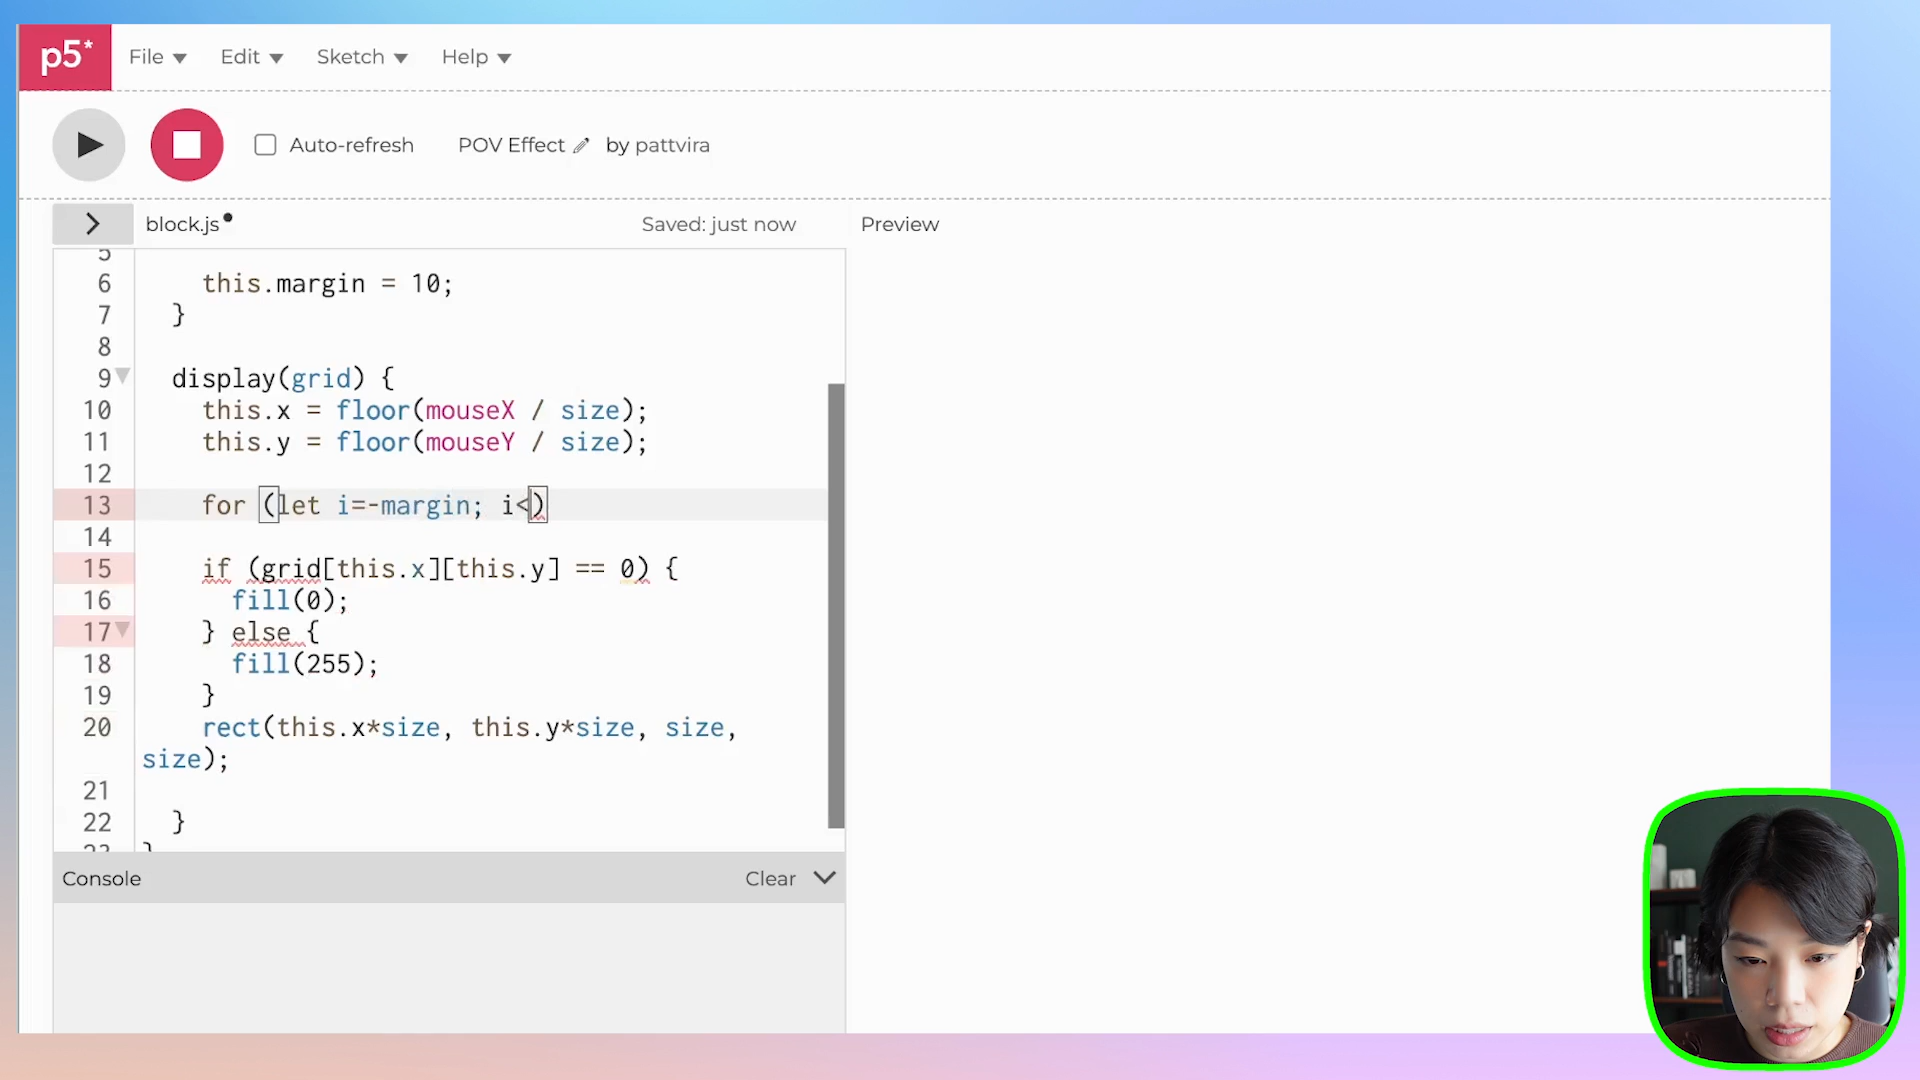 p5*
File Edit Sketch Help
Auto-refresh POV Effect by pattvira
block.js Saved: just now Preview
5
6 this.margin = 10;
7 }
8
9 display(grid) {
10 this.x = floor(mouseX / size);
11 this.y = floor(mouseY / size);
12
13 for (let i=-margin; i<)
14
15 if (grid[this.x][this.y] == 0) {
16 fill(0);
17 } else {
18 fill(255);
19 }
20 rect(this.x*size, this.y*size, size,
size);
21
22 }
23 }
Console Clear